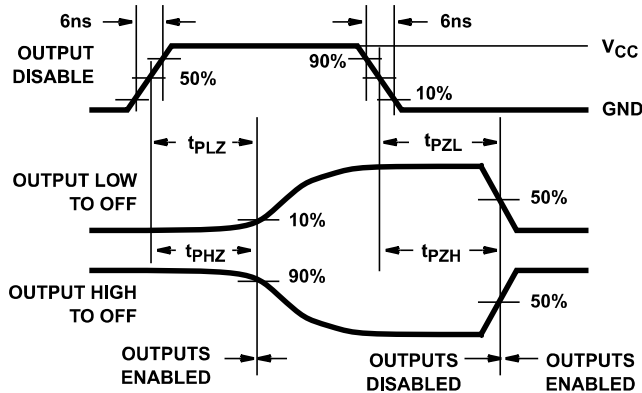 6ns
6ns
OUTPUT
DISABLE
50%
90%
10%
VCC
GND
tPLZ
tPZL
OUTPUT LOW
TO OFF
10%
50%
tPHZ
tPZH
OUTPUT HIGH
TO OFF
90%
50%
OUTPUTS
ENABLED
OUTPUTS
DISABLED
OUTPUTS
ENABLED